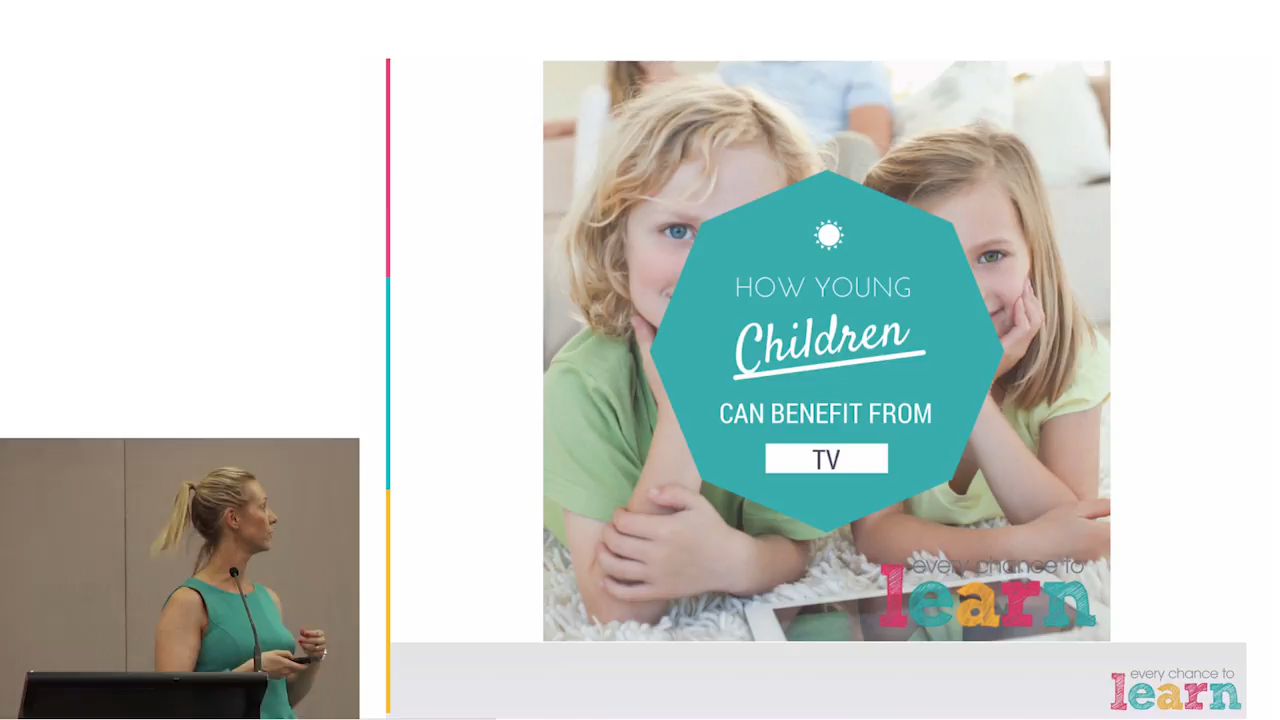 HOW YOUNG
Children
CAN BENEFIT FROM
TV
every chance to
learn
every chance to
learn